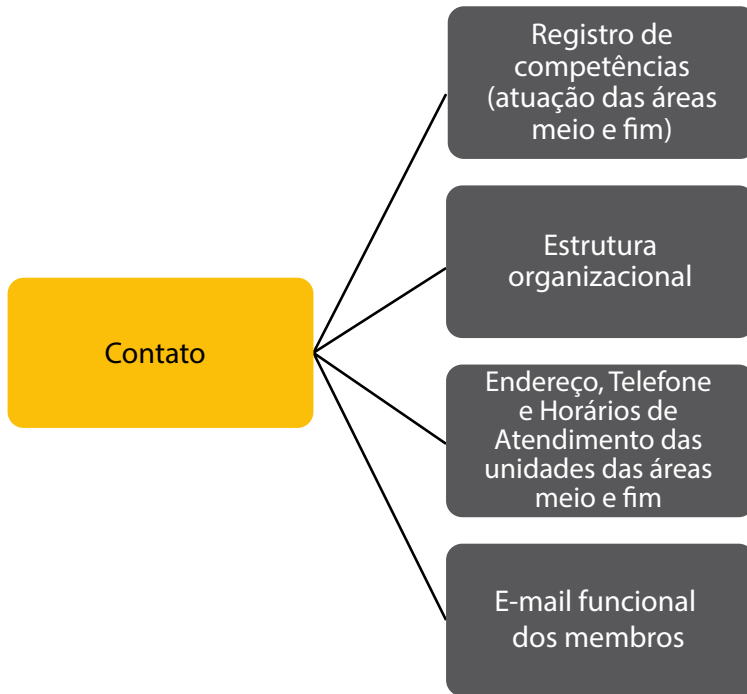 Registro de
competências
(atuação das áreas
meio e fim)
Estrutura
organizacional
Contato
Endereço, Telefone
e Horários de
Atendimento das
unidades das áreas
meio e fim
E-mail funcional
dos membros